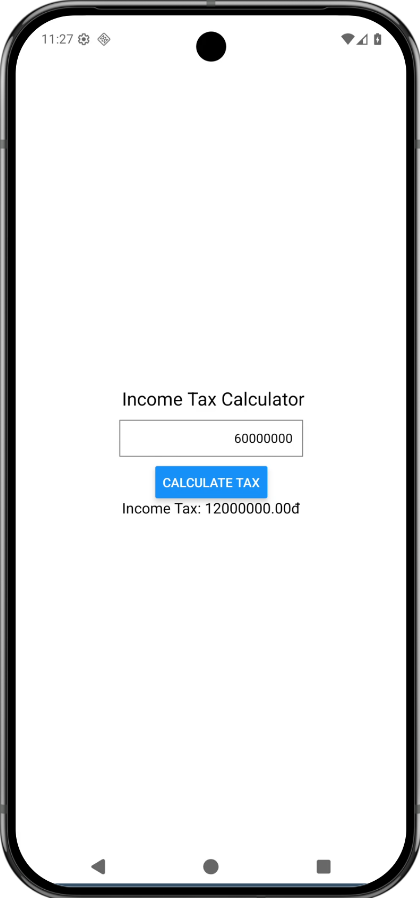 11:27
Income Tax Calculator
60000000
CALCULATE TAX
Income Tax: 12000000.00đ